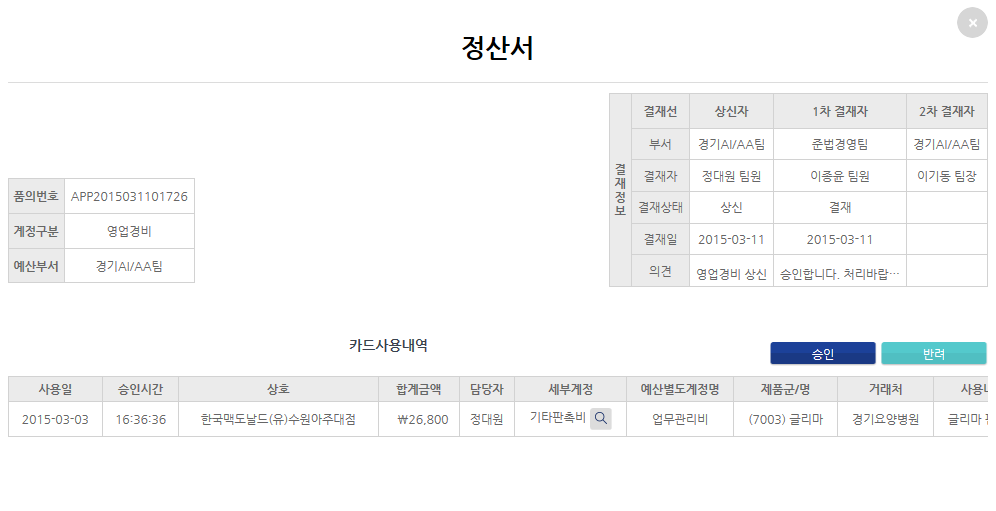 정산서
결재정보
결재선 상신자 1차 결재자 2차 결재자
부서 경기AI/AA팀 준법경영팀 경기AI/AA팀
결재자 정대원 팀원 이종윤 팀원 이기동 팀장
결재상태 상신 결재
결재일 2015-03-11 2015-03-11
의견 영업경비 상신 승인합니다. 처리바랍…
품의번호 APP2015031101726
계정구분 영업경비
예산부서 경기AI/AA팀
카드사용내역
승인 반려
사용일 승인시간 상호 합계금액 담당자 세부계정 예산별도계정명 제품군/명 거래처
2015-03-03 16:36:36 한국맥도날드(유)수원아주대점 ₩26,800 정대원 기타판촉비 업무관리비 (7003) 글리마 경기요양병원 글리마